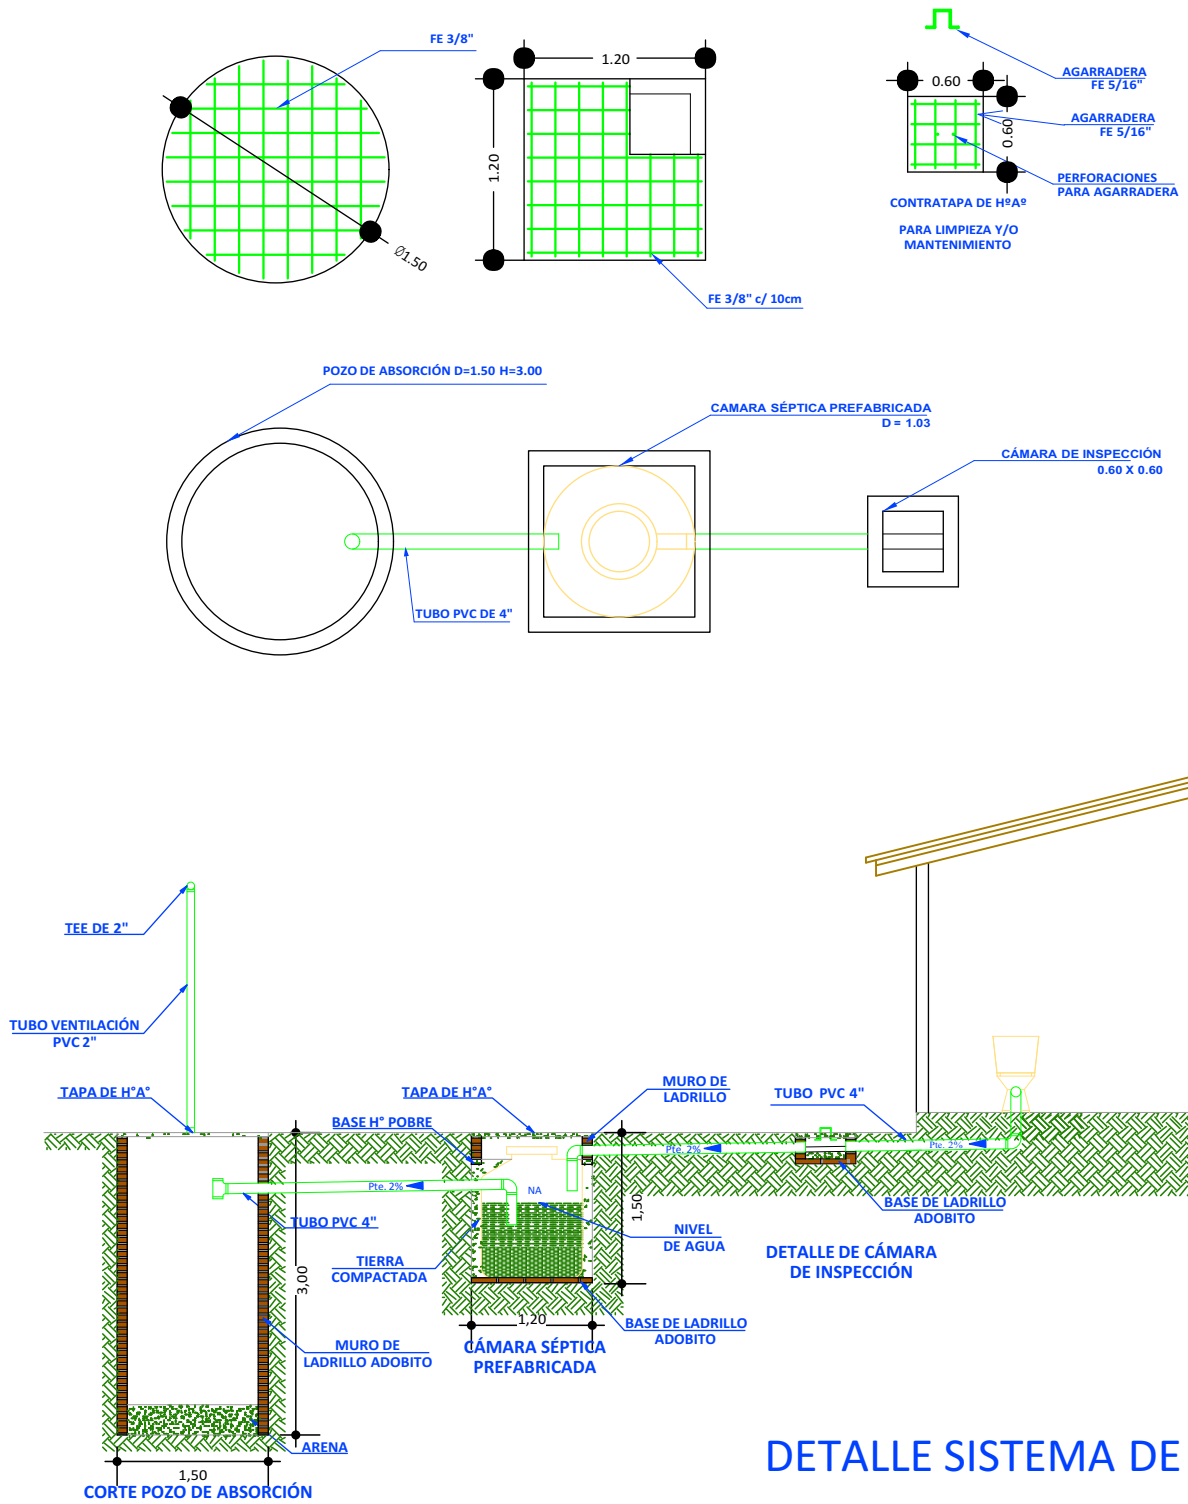 FE 3/8"
1.20
1.20
Ø1.50
FE 3/8" c/ 10cm
0.60
0.60
AGARRADERA
FE 5/16"
AGARRADERA
FE 5/16"
PERFORACIONES
PARA AGARRADERA
CONTRATAPA DE HºAº
PARA LIMPIEZA Y/O
MANTENIMIENTO
POZO DE ABSORCIÓN D=1.50 H=3.00
CAMARA SÉPTICA PREFABRICADA
D = 1.03
CÁMARA DE INSPECCIÓN
0.60 X 0.60
TUBO PVC DE 4"
TEE DE 2"
TUBO VENTILACIÓN
PVC 2"
TAPA DE H°A°
TAPA DE H°A°
BASE H° POBRE
MURO DE
LADRILLO
TUBO PVC 4"
Pte. 2%
Pte. 2%
Pte. 2%
NA
TUBO PVC 4"
TIERRA
COMPACTADA
NIVEL
DE AGUA
1,50
BASE DE LADRILLO
ADOBITO
DETALLE DE CÁMARA
DE INSPECCIÓN
3,00
1,20
BASE DE LADRILLO
ADOBITO
CÁMARA SÉPTICA
PREFABRICADA
MURO DE
LADRILLO ADOBITO
ARENA
1,50
CORTE POZO DE ABSORCIÓN
DETALLE SISTEMA DE